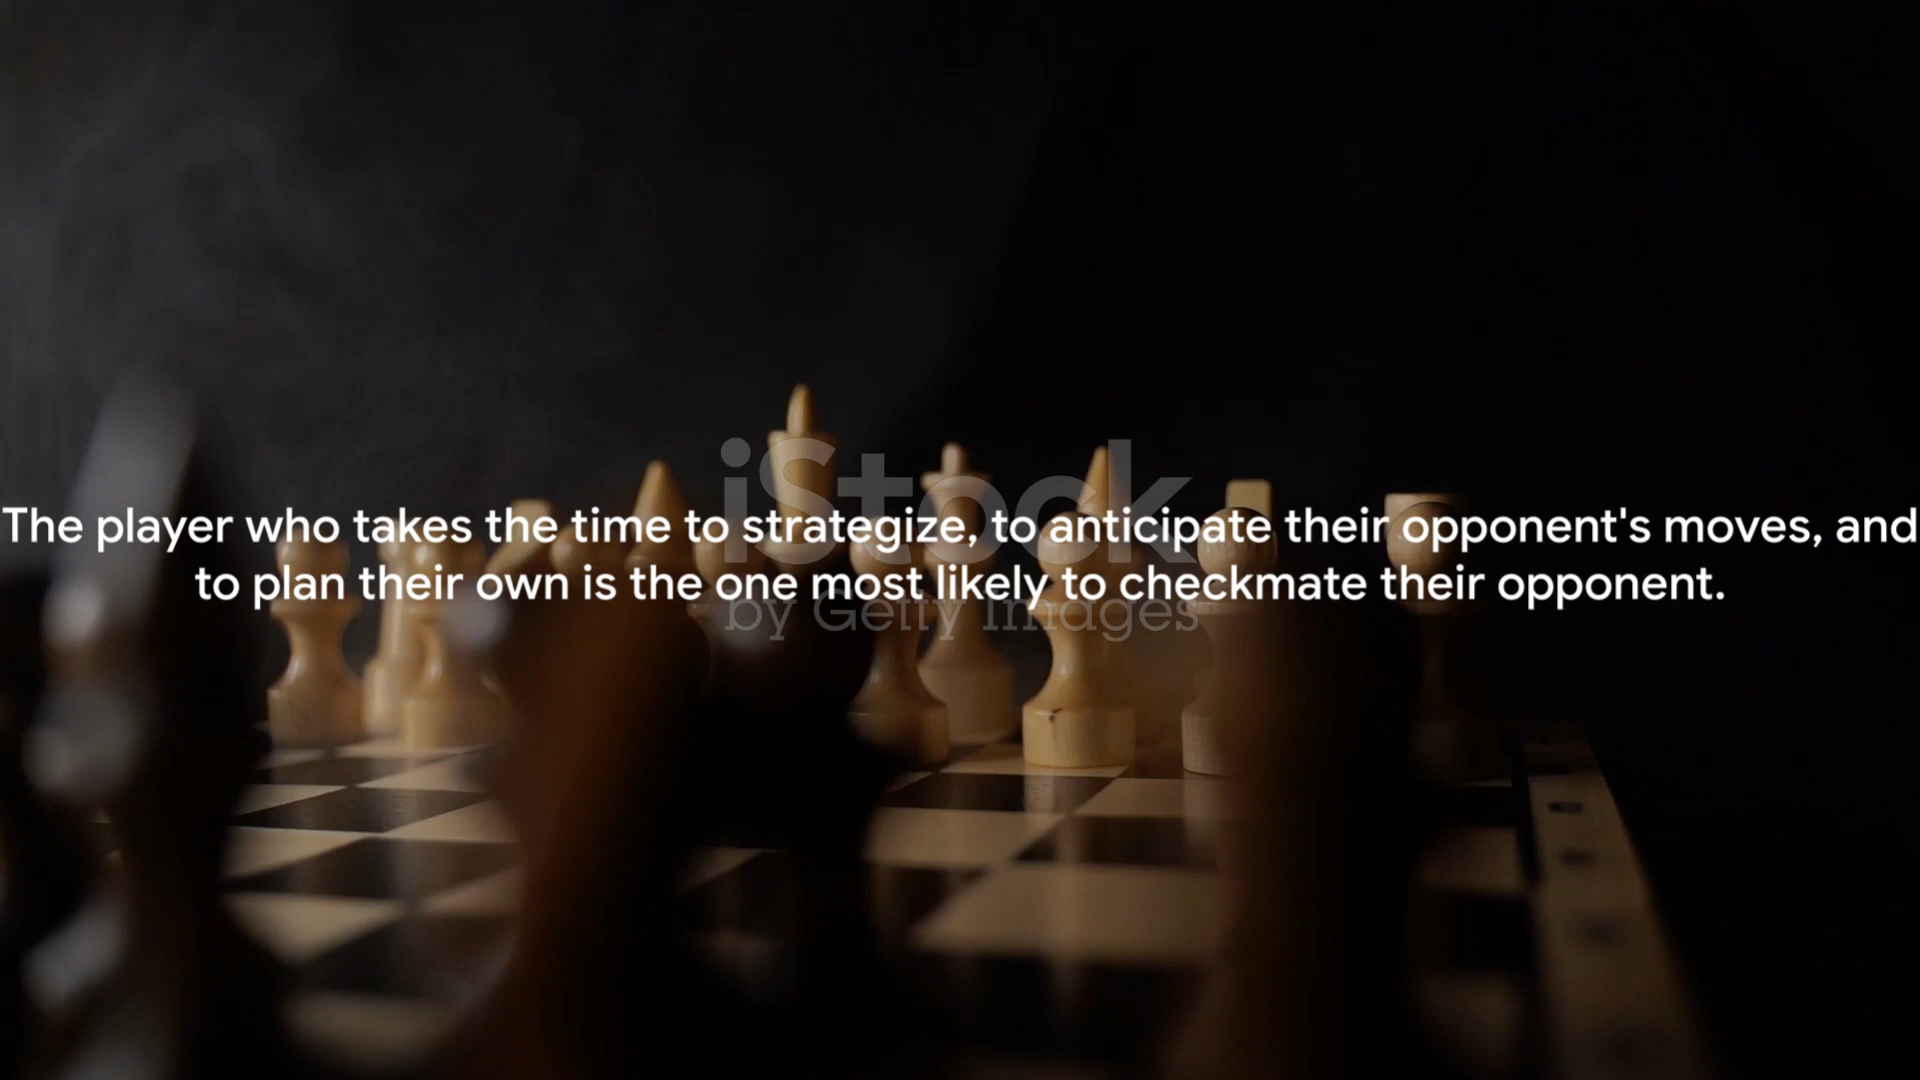 iStock
The player who takes the time to strategize, to anticipate their opponent's moves, and
to plan their own is the one most likely to checkmate their opponent.
by Getty Images